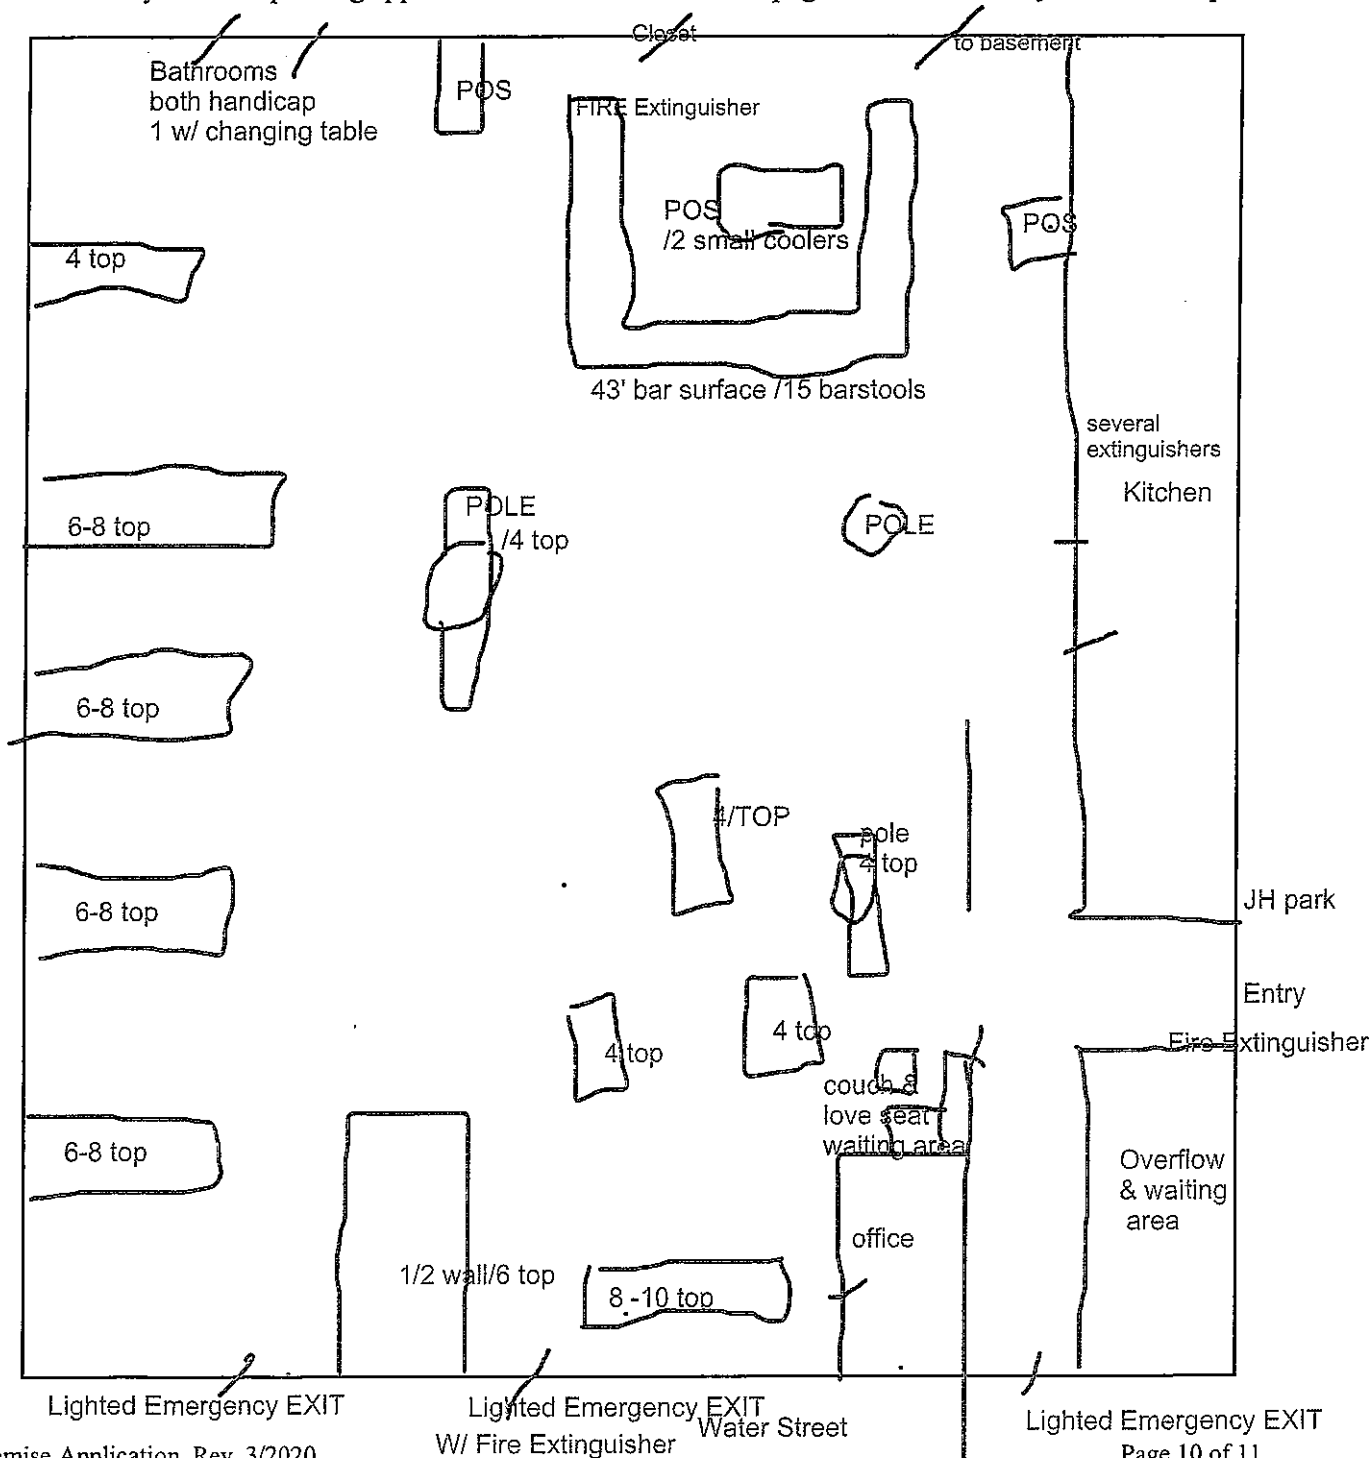 Closet
to basement
Bathrooms
both handicap
1 w/ changing table
POS
FIRE Extinguisher
POS
/2 small coolers
POS
4 top
43' bar surface /15 barstools
several
extinguishers
Kitchen
6-8 top
POLE
/4 top
POLE
6-8 top
4/TOP
pole
4 top
6-8 top
JH park
Entry
Fire Extinguisher
4 top
4 top
couch &
love seat
waiting area
6-8 top
Overflow
& waiting
area
office
1/2 wall/6 top
8 -10 top
Lighted Emergency EXIT
Lighted Emergency EXIT
W/ Fire Extinguisher
Water Street
Lighted Emergency EXIT
Application, Rev. 3/2020
Page 10 of 11